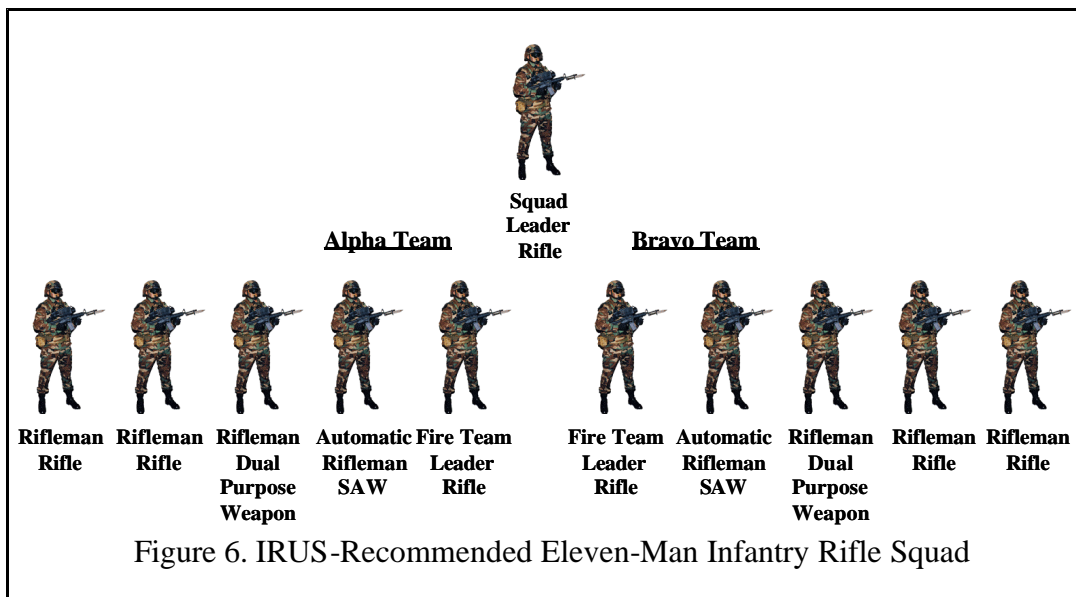 Squad
Leader
Rifle
Alpha Team
Bravo Team
Rifleman
Rifle
Rifleman
Rifle
Rifleman
Dual
Purpose
Weapon
Automatic
Rifleman
SAW
Fire Team
Leader
Rifle
Fire Team
Leader
Rifle
Automatic
Rifleman
SAW
Rifleman
Dual
Purpose
Weapon
Rifleman
Rifle
Rifleman
Rifle
Figure 6. IRUS-Recommended Eleven-Man Infantry Rifle Squad